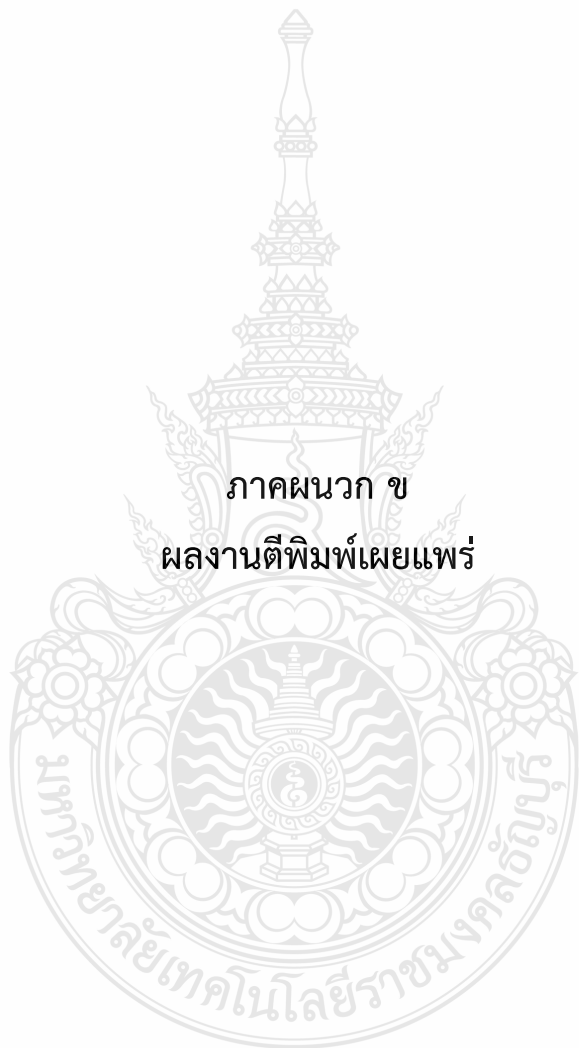 ภาคผนวก ข
ผลงานตีพิมพ์เผยแพร่
มหาวิทยาลัยเทคโนโลยีราชมงคลธัญบุรี